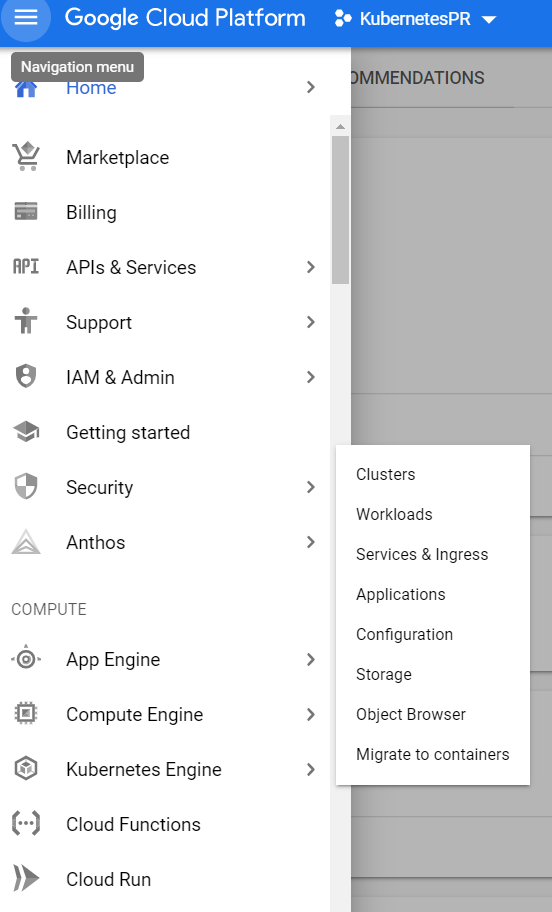 Google Cloud Platform
KubernetesPR
Navigation menu
Home
OMMENDATIONS
Marketplace
Billing
API
APIs & Services
Support
IAM & Admin
Getting started
Security
Anthos
COMPUTE
App Engine
Compute Engine
Kubernetes Engine
Cloud Functions
Cloud Run
Clusters
Workloads
Services & Ingress
Applications
Configuration
Storage
Object Browser
Migrate to containers